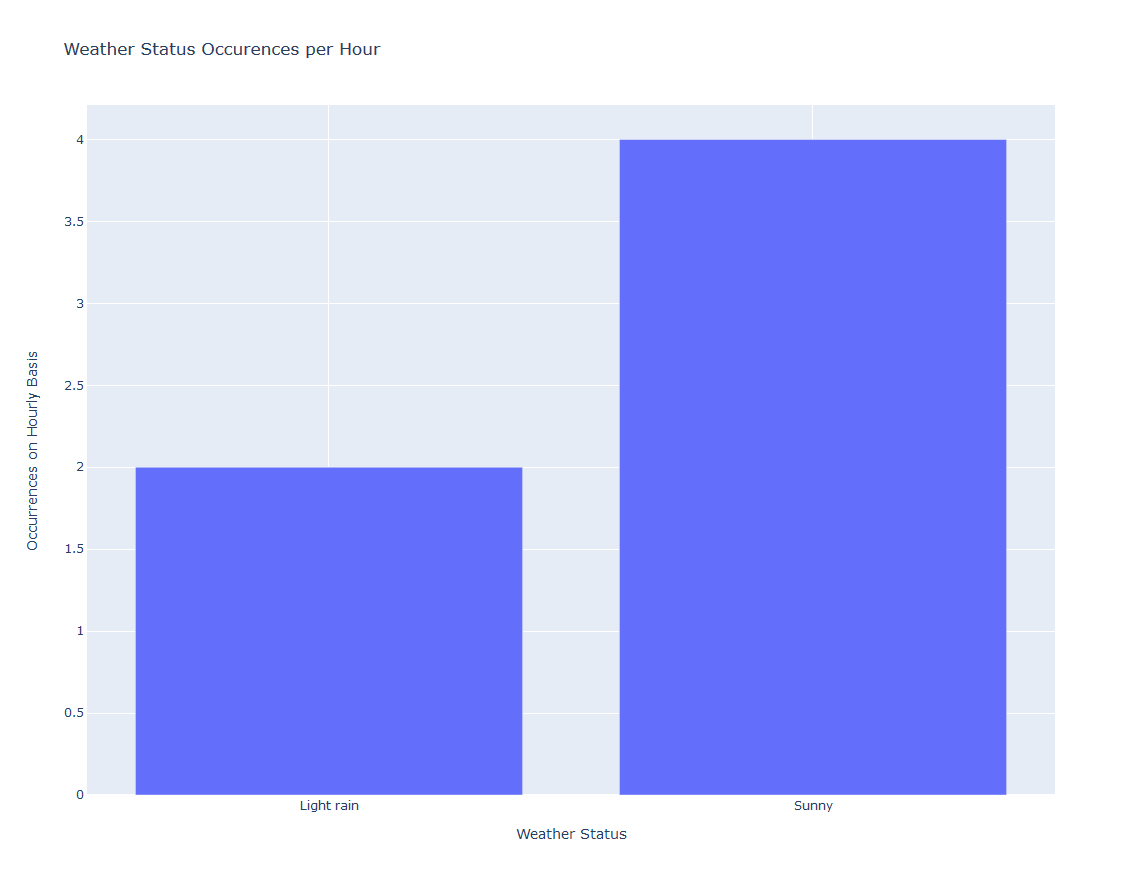 Weather Status Occurences per Hour
Occurrences on Hourly Basis
4
3.5
3
2.5
2
1.5
1
0.5
0
Light rain
Sunny
Weather Status